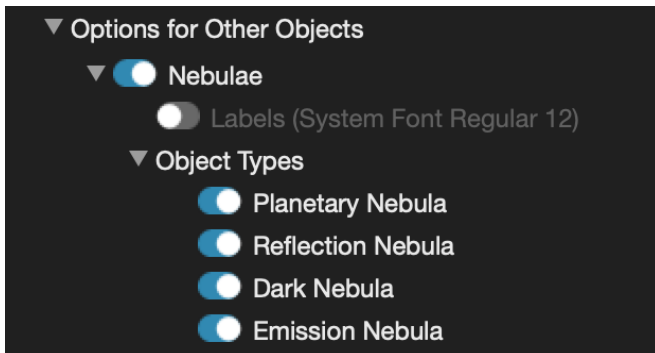 Options for Other Objects
Nebulae
Labels (System Font Regular 12)
Object Types
Planetary Nebula
Reflection Nebula
Dark Nebula
Emission Nebula